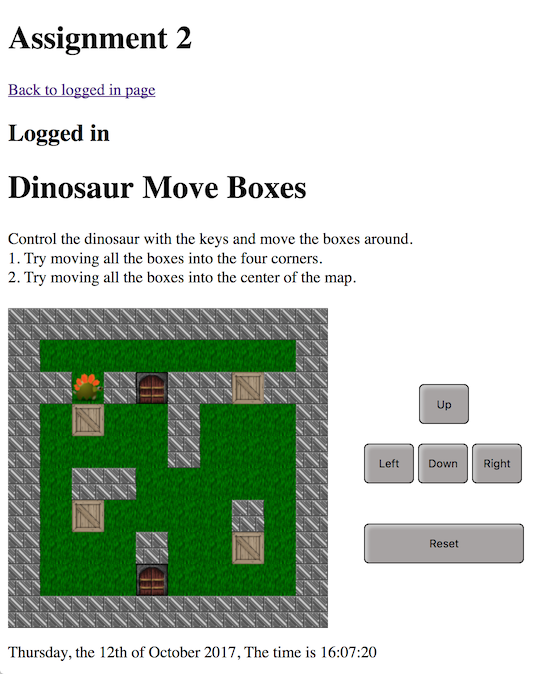 Assignment 2
Back to logged in page
Logged in
Dinosaur Move Boxes
Control the dinosaur with the keys and move the boxes around.
1. Try moving all the boxes into the four corners.
2. Try moving all the boxes into the center of the map.
Up
Left Down Right
Reset
Thursday, the 12th of October 2017, The time is 16:07:20